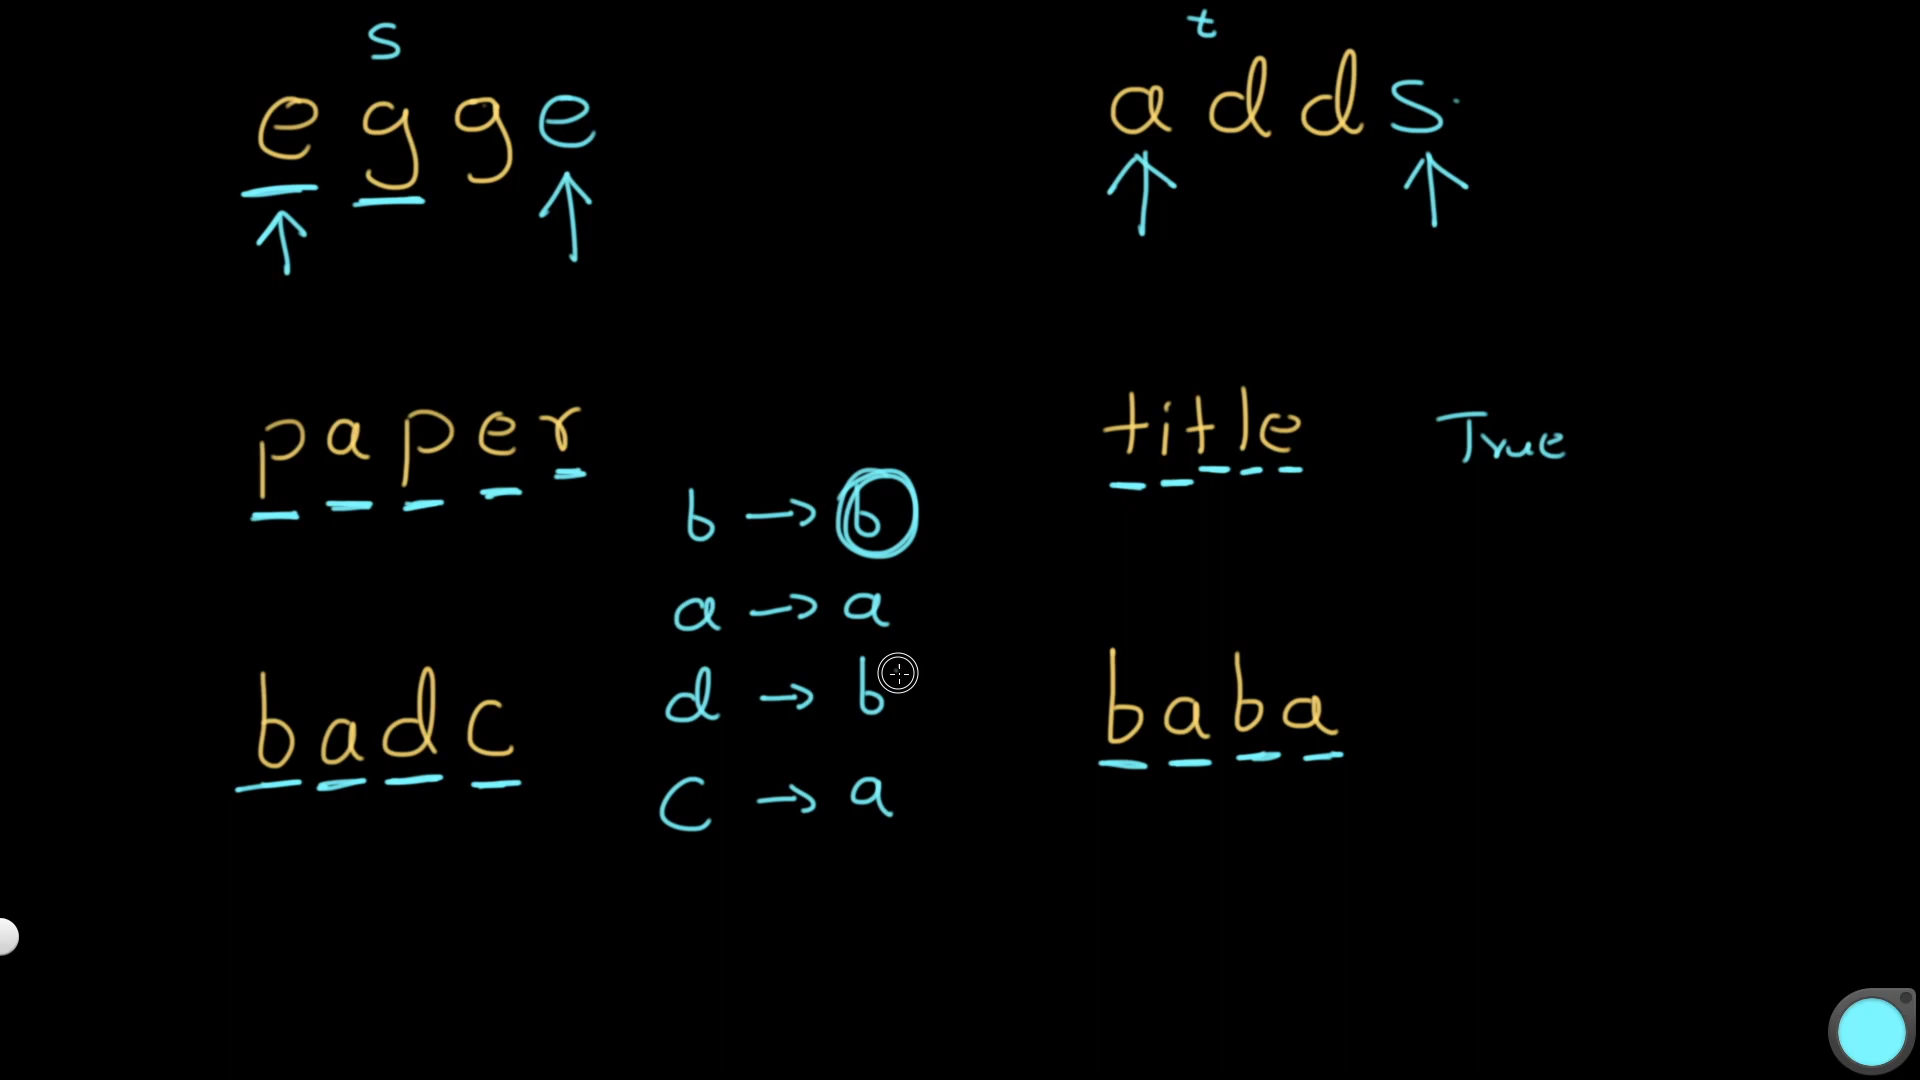 s
t
egge
adds
paper
title
True
b → b
a → a
badc
d → b
baba
c → a